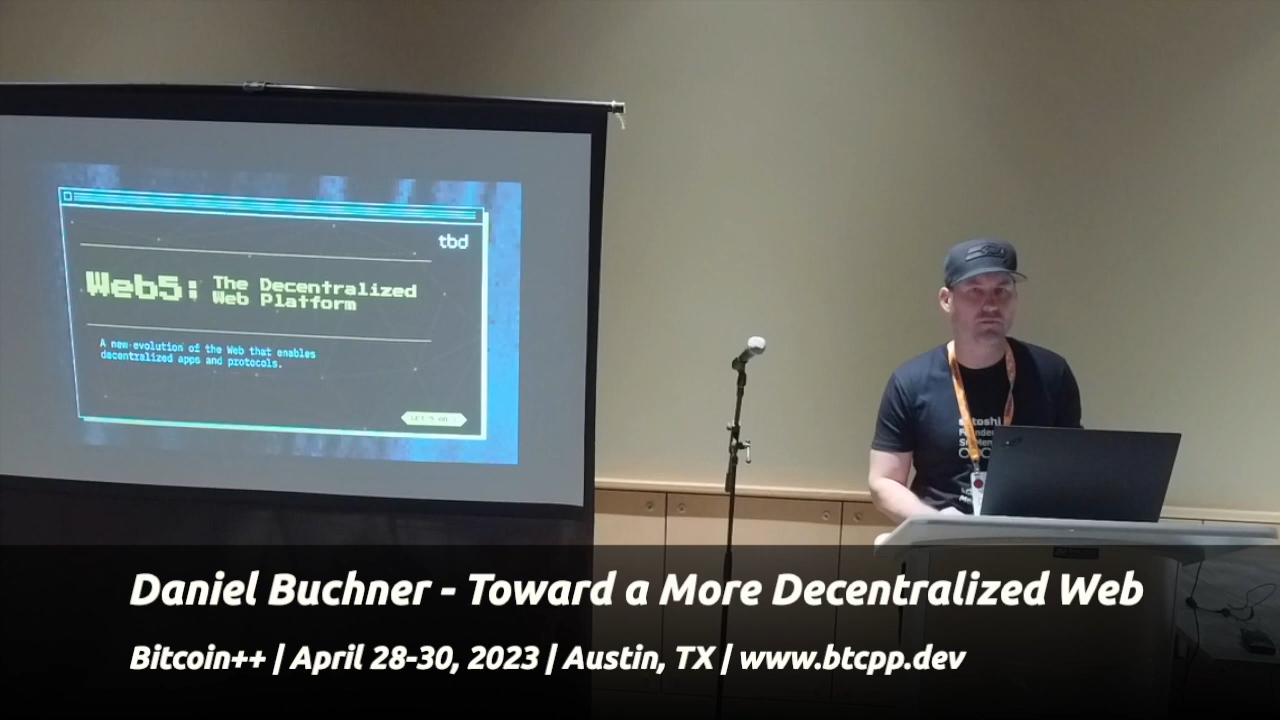 tbd
Web5: The Decentralized
Web Platform
A new evolution of the Web that enables
decentralized apps and protocols.
satoshi
Daniel Buchner - Toward a More Decentralized Web
Bitcoin++ | April 28-30, 2023 | Austin, TX | www.btcpp.dev